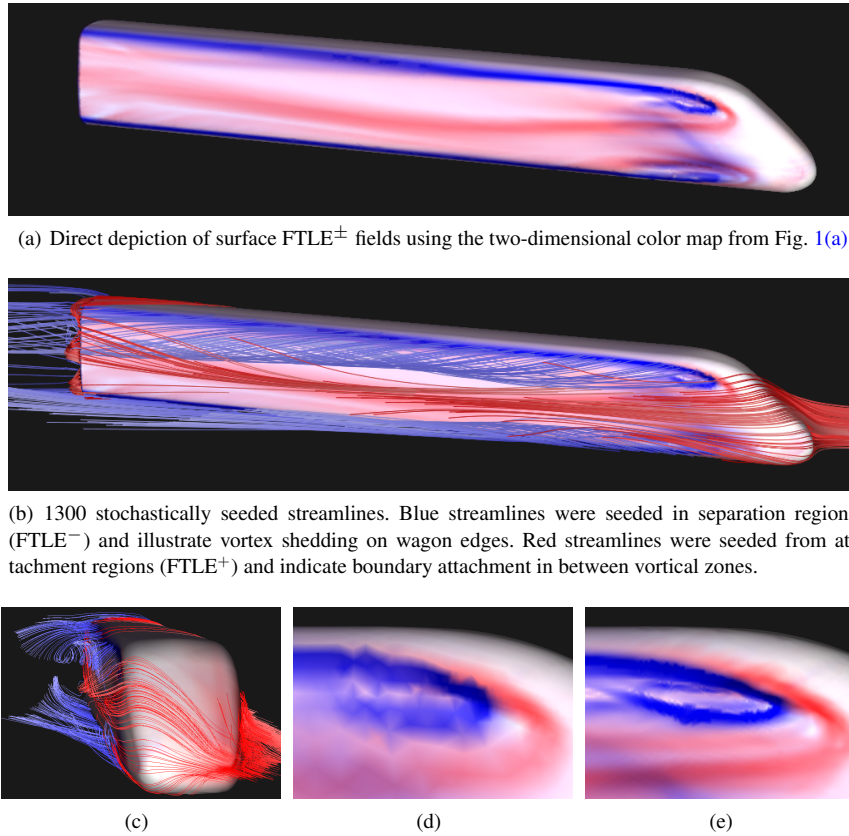 (a) Direct depiction of surface FTLE± fields using the two-dimensional color map from Fig. 1(a)
(b) 1300 stochastically seeded streamlines. Blue streamlines were seeded in separation region
(FTLE−) and illustrate vortex shedding on wagon edges. Red streamlines were seeded from at
tachment regions (FTLE+) and indicate boundary attachment in between vortical zones.
(c)
(d)
(e)